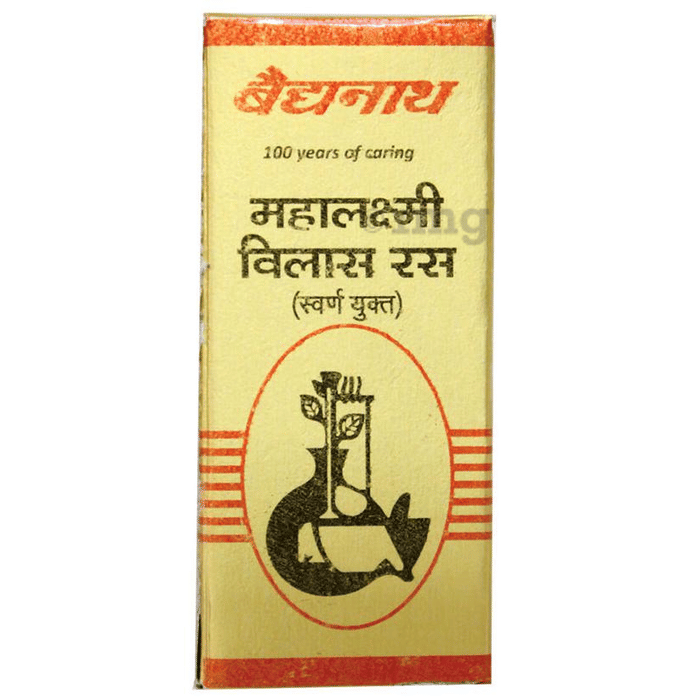 बैद्यनाथ
100 years of caring
महालक्ष्मी
विलास रस
(स्वर्ण युक्त)